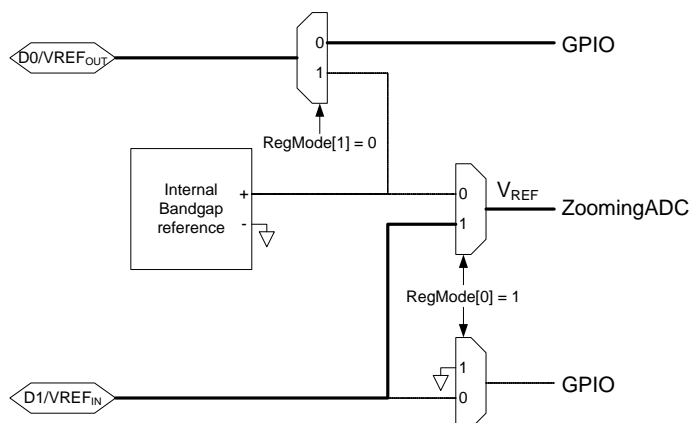 0
GPIO
D0/VREFOUT
1
RegMode[1] = 0
Internal
Bandgap
reference
+
-
0
VREF
1
ZoomingADC
RegMode[0] = 1
1
GPIO
0
D1/VREFIN